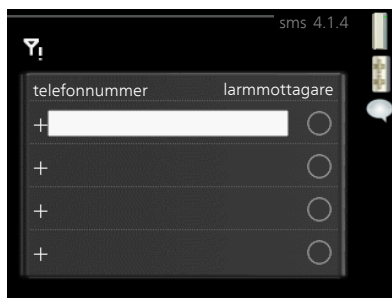 sms 4.1.4
telefonnummer larmmottagare
+
+
+
+